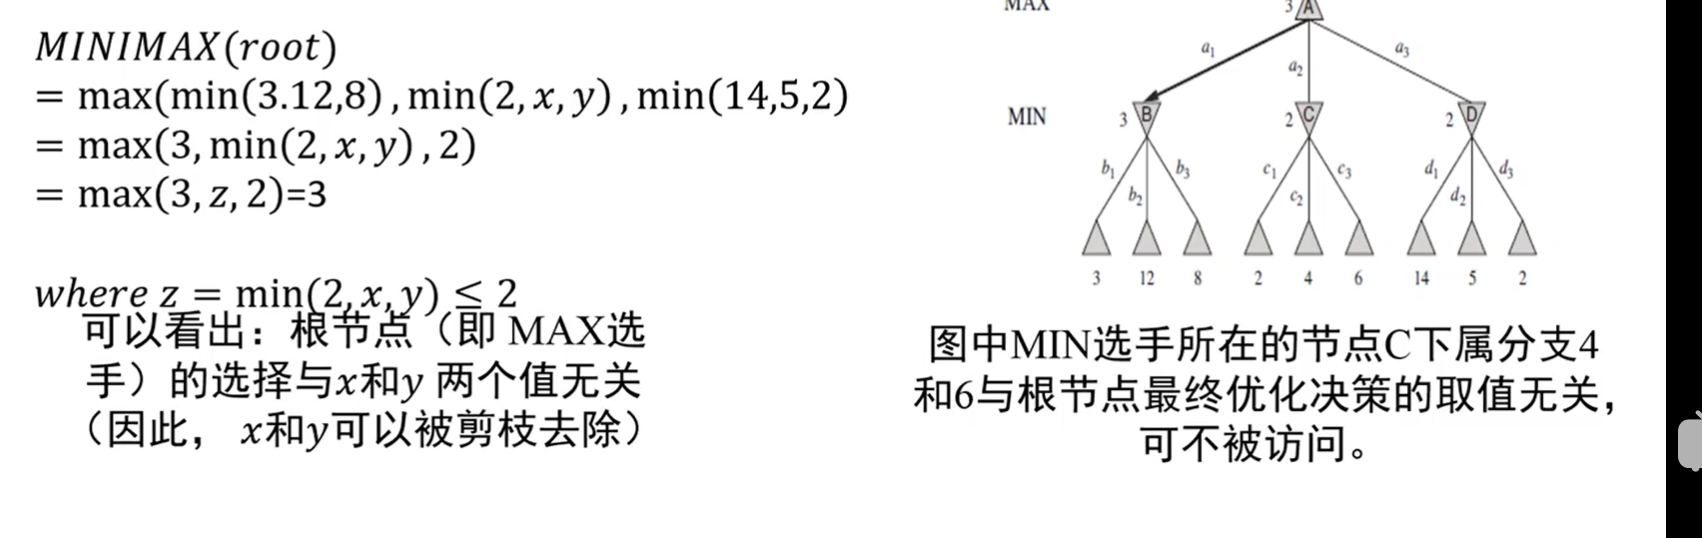 MINIMAX(root)
= max(min(3.12,8) , min(2, x, y) , min(14,5,2)
= max(3, min(2, x, y) , 2)
= max(3, z, 2)=3
where z = min(2, x, y) ≤ 2
可以看出：根节点（即 MAX选
手）的选择与x和y 两个值无关
（因此， x和y可以被剪枝去除）
MAX
3 A
a1
a2
a3
MIN
3 B
2 C
2 D
b1
b2
b3
c1
c2
c3
d1
d2
d3
3 12 8 2 4 6 14 5 2
图中MIN选手所在的节点C下属分支4
和6与根节点最终优化决策的取值无关，
可不被访问。